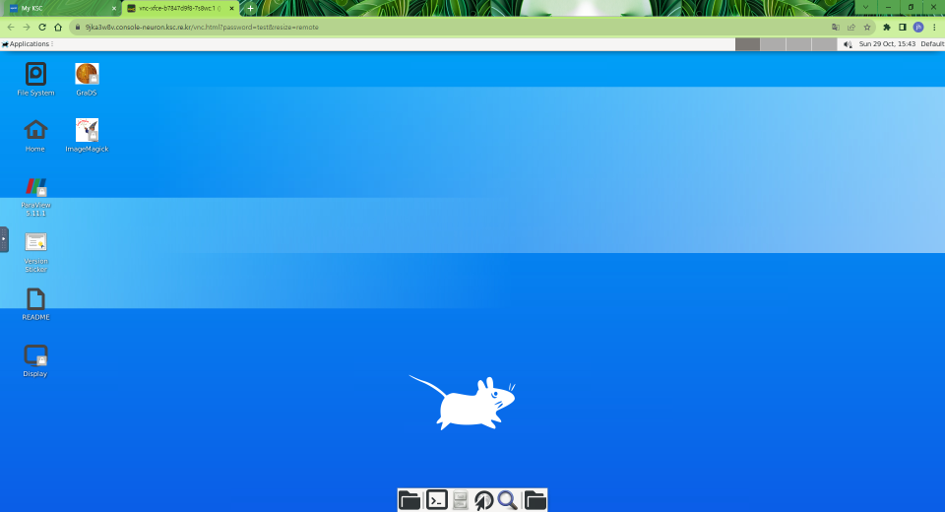 My KSC
vnc-xfce-b7847d9f8-7s8wz:1 (
9jka3w8v.console-neuron.ksc.re.kr/vnc.html?password=test&resize=remote
Applications
Sun 29 Oct, 15:43 Default
File System
GrADS
Home
ImageMagick
ParaView
5.11.1
Version
Sticker
README
Display